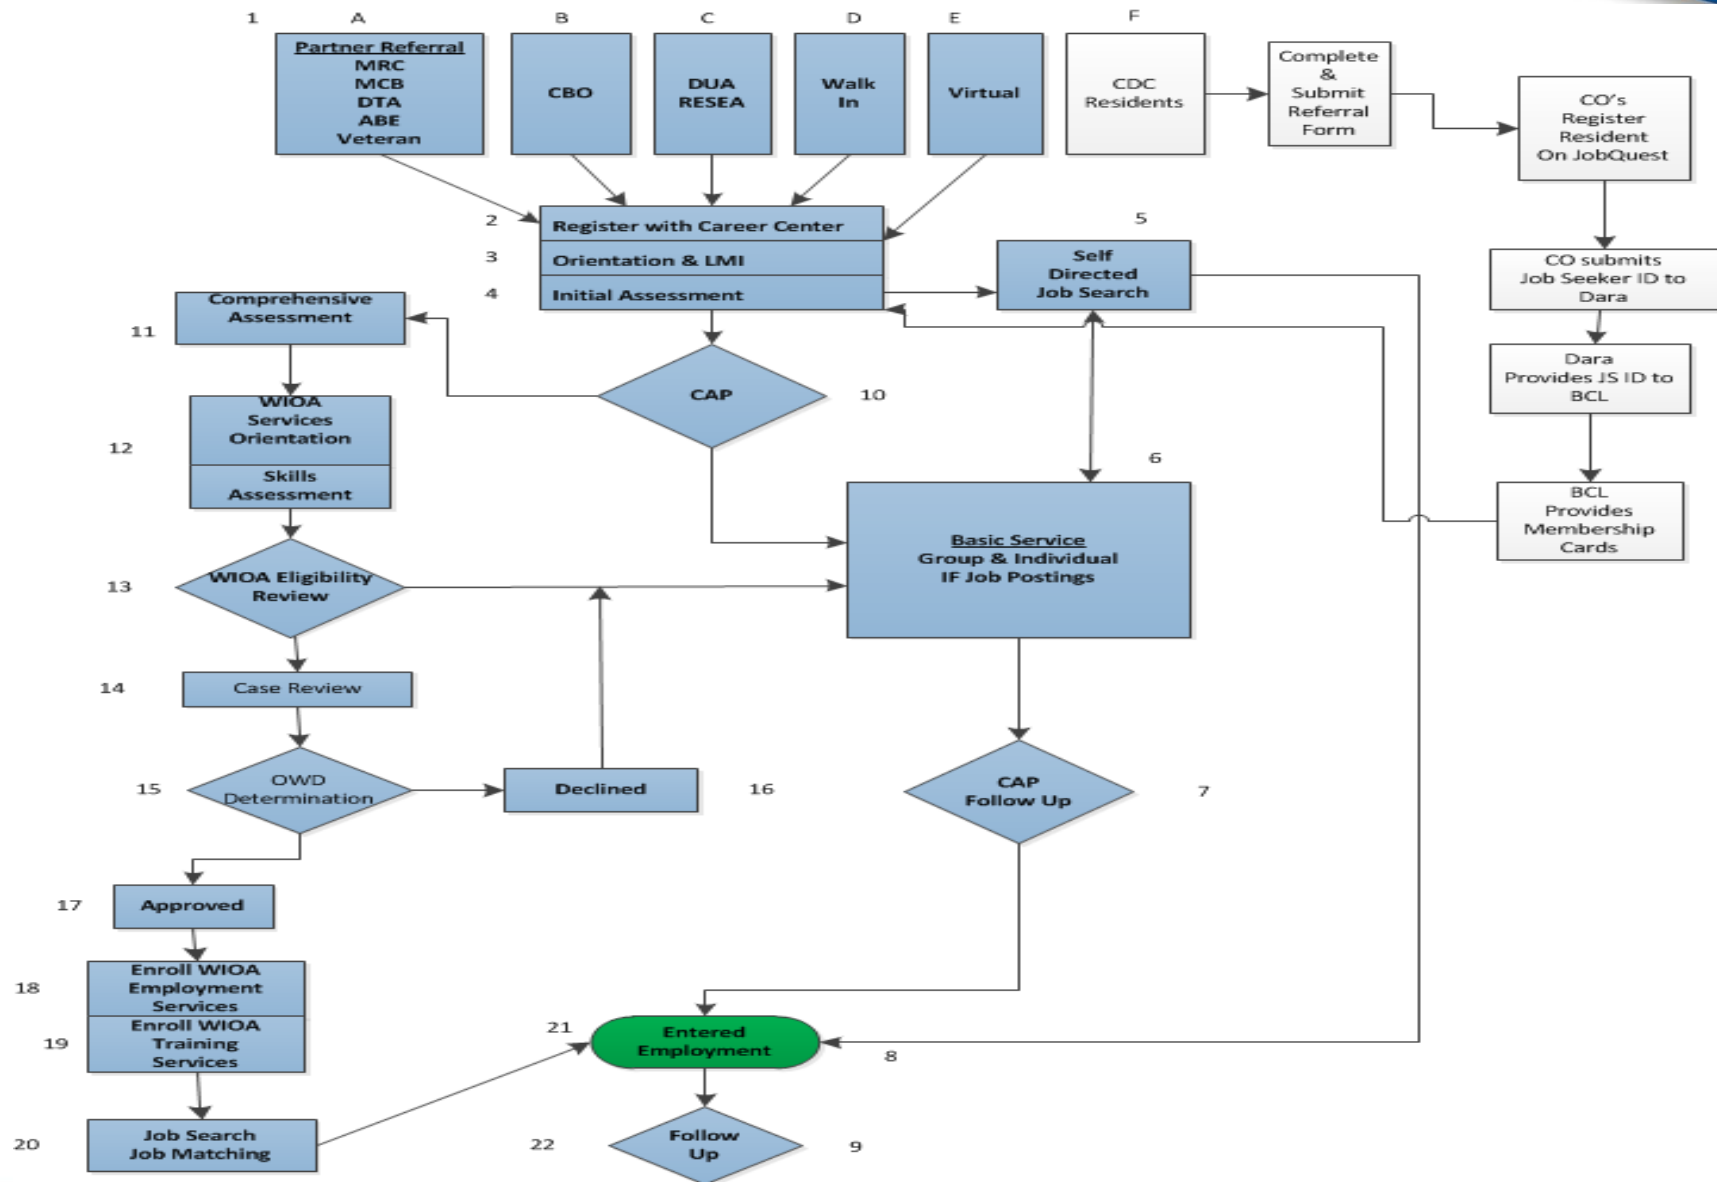 1
A
B
C
D
E
F
Partner Referral
MRC
MCB
DTA
ABE
Veteran
CBO
DUA
RESEA
Walk
In
Virtual
CDC
Residents
Complete
&
Submit
Referral
Form
CO's
Register
Resident
On JobQuest
2
Register with Career Center
3
Orientation & LMI
4
Initial Assessment
5
Self
Directed
Job Search
CO submits
Job Seeker ID to
Dara
Dara
Provides JS ID to
BCL
BCL
Provides
Membership
Cards
11
Comprehensive
Assessment
CAP
10
12
WIOA
Services
Orientation
Skills
Assessment
6
Basic Service
Group & Individual
IF Job Postings
13
WIOA Eligibility
Review
14
Case Review
15
OWD
Determination
Declined
16
CAP
Follow Up
7
17
Approved
18
Enroll WIOA
Employment
Services
19
Enroll WIOA
Training
Services
21
Entered
Employment
8
20
Job Search
Job Matching
22
Follow
Up
9